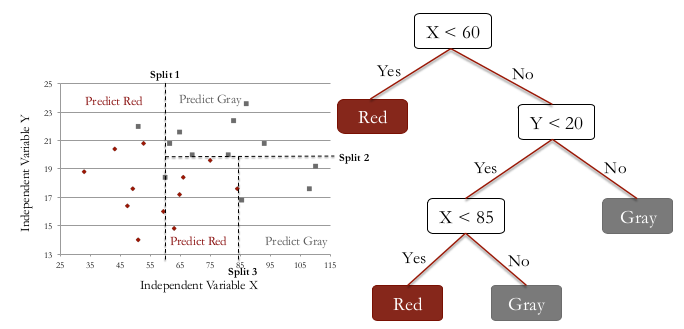 Split 1
25
23
21
19
17
15
13
Independent Variable Y
Predict Red
Predict Gray
Split 2
Predict Red
Predict Gray
25
35
45
55
65
75
85
95
105
115
Split 3
Independent Variable X
X < 60
Yes
No
Red
Y < 20
Yes
No
X < 85
Gray
Yes
No
Red
Gray